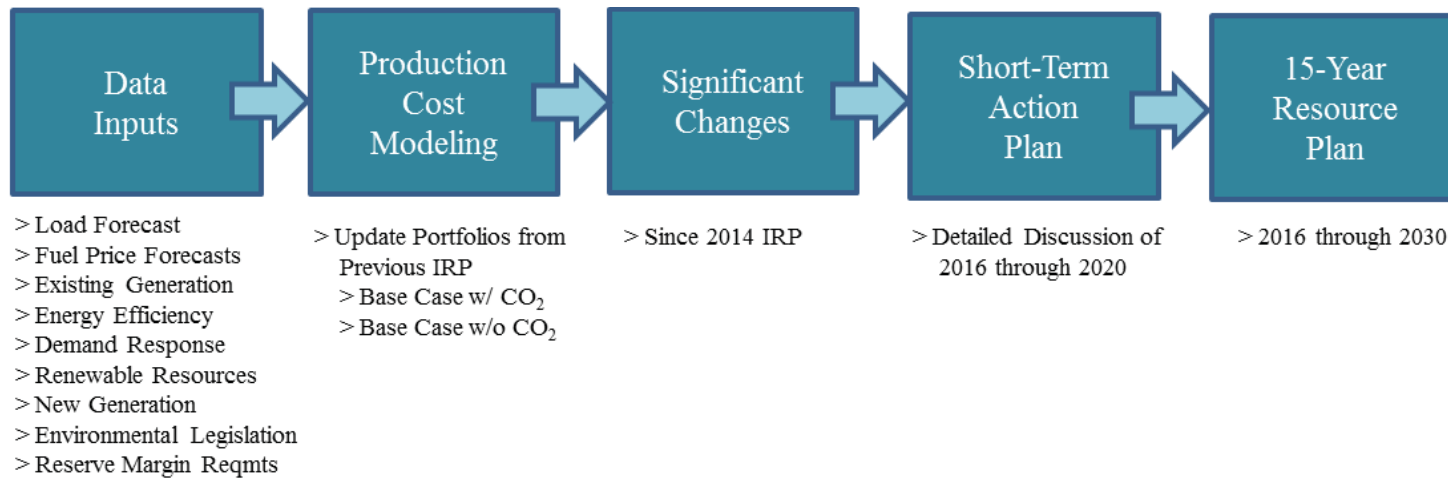 Data
Inputs
Production
Cost
Modeling
Significant
Changes
Short-Term
Action
Plan
15-Year
Resource
Plan
> Load Forecast
> Fuel Price Forecasts
> Existing Generation
> Energy Efficiency
> Demand Response
> Renewable Resources
> New Generation
> Environmental Legislation
> Reserve Margin Reqmts
> Update Portfolios from
Previous IRP
> Base Case w/ CO₂
> Base Case w/o CO₂
> Since 2014 IRP
> Detailed Discussion of
2016 through 2020
> 2016 through 2030